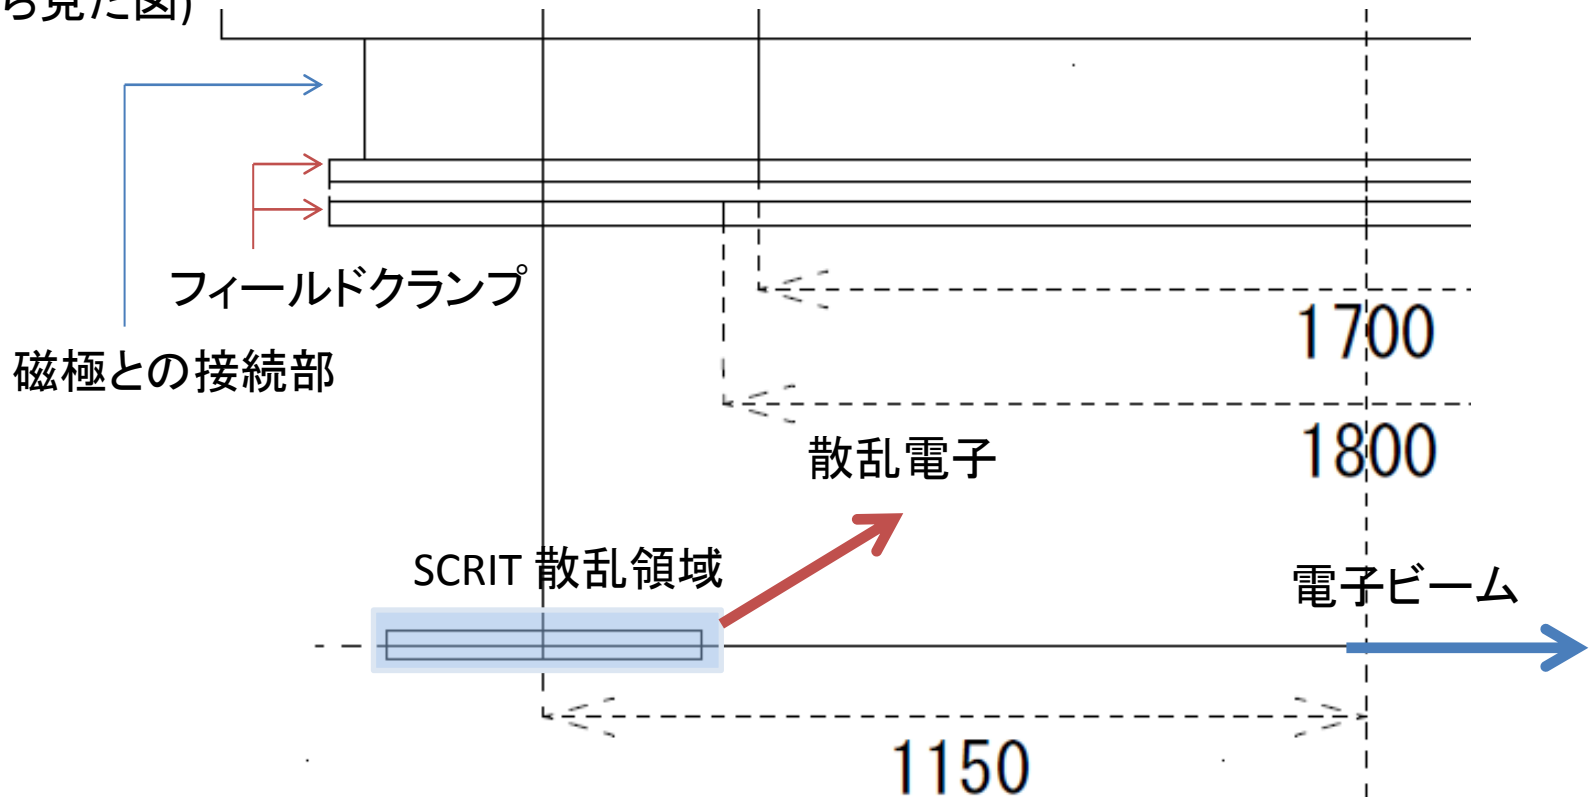 ら見た図)
フィールドクランプ
1700
磁極との接続部
1800
散乱電子
SCRIT 散乱領域
電子ビーム
1150